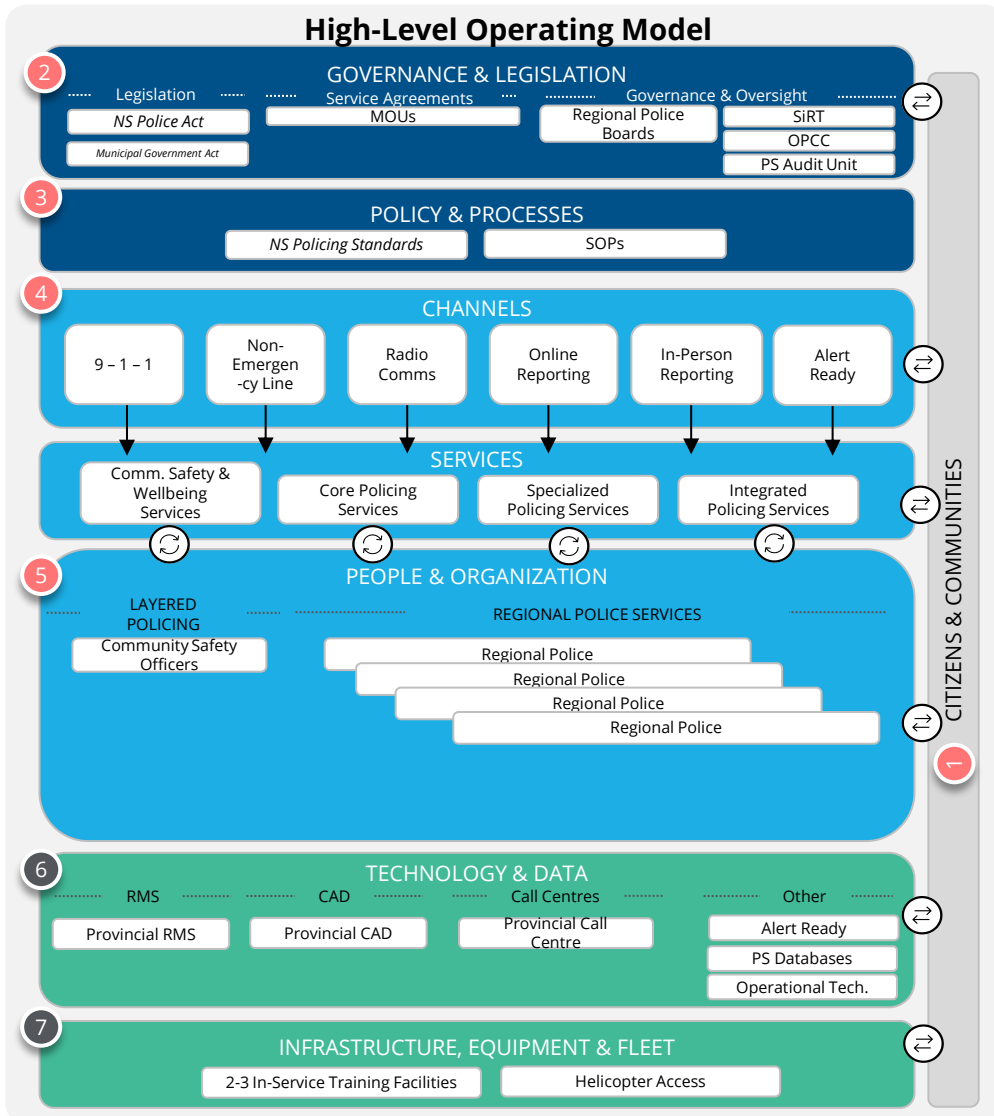 High-Level Operating Model
2
GOVERNANCE & LEGISLATION
Legislation
NS Police Act
Municipal Government Act
Service Agreements
MOUs
Governance & Oversight
Regional Police
Boards
SiRT
OPCC
PS Audit Unit
3
POLICY & PROCESSES
NS Policing Standards
SOPs
4
CHANNELS
9 – 1 – 1
Non-
Emergen
-cy Line
Radio
Comms
Online
Reporting
In-Person
Reporting
Alert
Ready
SERVICES
Comm. Safety &
Wellbeing
Services
Core Policing
Services
Specialized
Policing Services
Integrated
Policing Services
5
PEOPLE & ORGANIZATION
LAYERED
POLICING
Community Safety
Officers
REGIONAL POLICE SERVICES
Regional Police
Regional Police
Regional Police
Regional Police
6
TECHNOLOGY & DATA
RMS
Provincial RMS
CAD
Provincial CAD
Call Centres
Provincial Call
Centre
Other
Alert Ready
PS Databases
Operational Tech.
7
INFRASTRUCTURE, EQUIPMENT & FLEET
2-3 In-Service Training Facilities
Helicopter Access
CITIZENS & COMMUNITIES
1